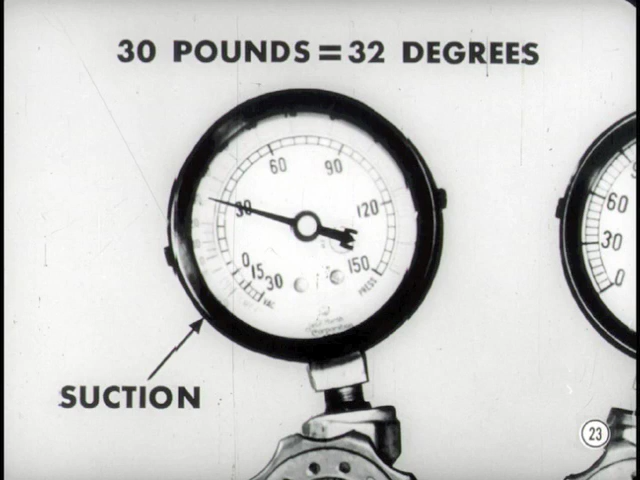 30 POUNDS = 32 DEGREES
60 90
30 120
0 15 30 150
VAC PRESS
60
30
0
SUCTION
23